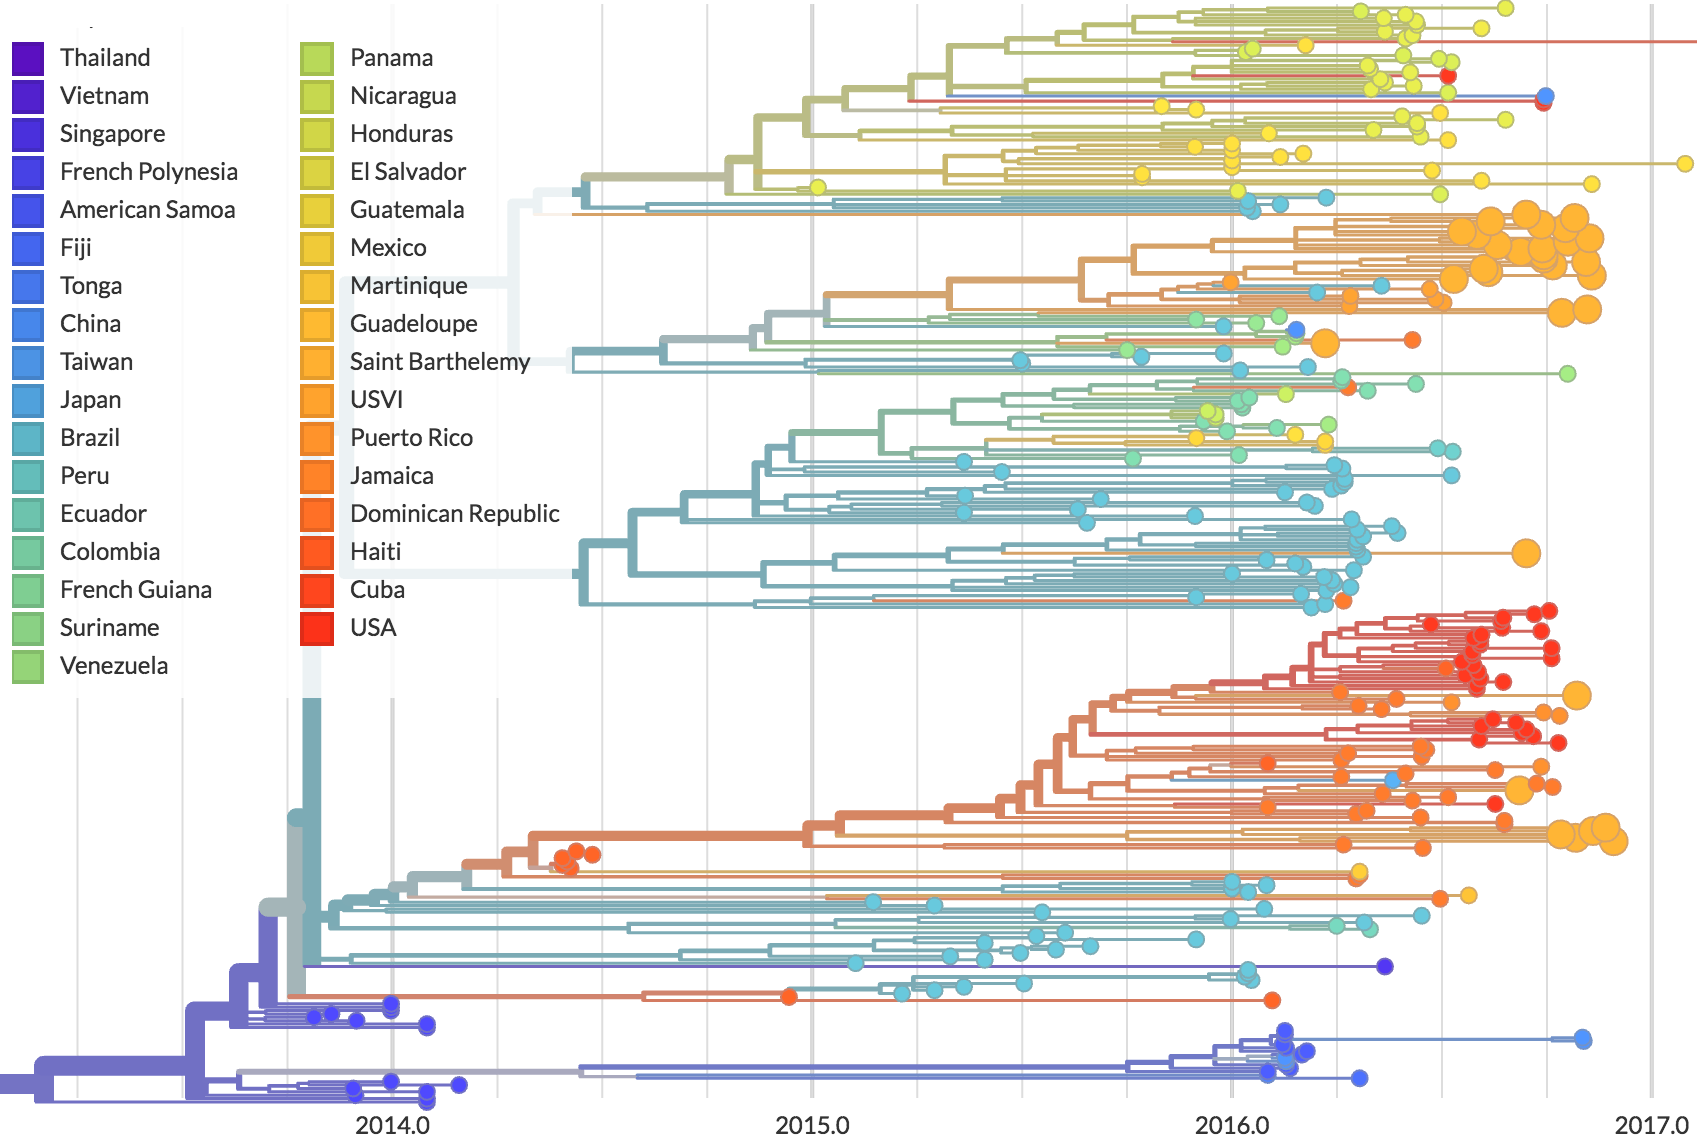 Thailand
Vietnam
Singapore
French Polynesia
American Samoa
Fiji
Tonga
China
Taiwan
Japan
Brazil
Peru
Ecuador
Colombia
French Guiana
Suriname
Venezuela
Panama
Nicaragua
Honduras
El Salvador
Guatemala
Mexico
Martinique
Guadeloupe
Saint Barthelemy
USVI
Puerto Rico
Jamaica
Dominican Republic
Haiti
Cuba
USA
2014.0 2015.0 2016.0 2017.0